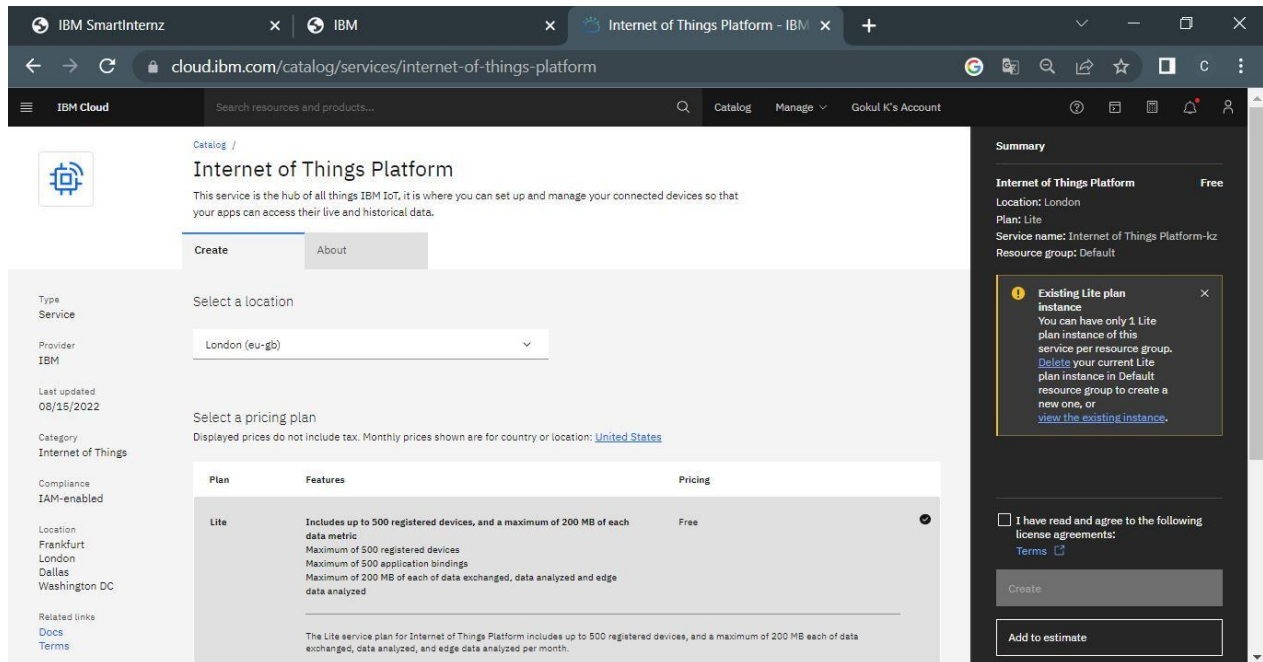 IBM SmartInternz
IBM
Internet of Things Platform - IBM
cloud.ibm.com/catalog/services/internet-of-things-platform
C
IBM Cloud
Search resources and products...
Catalog
Manage
Gokul K's Account
Catalog /
Internet of Things Platform
This service is the hub of all things IBM IoT, it is where you can set up and manage your connected devices so that
your apps can access their live and historical data.
Create
About
Type
Service
Provider
IBM
Last updated
08/15/2022
Category
Internet of Things
Compliance
IAM-enabled
Location
Frankfurt
London
Dallas
Washington DC
Related links
Docs
Terms
Select a location
London (eu-gb)
Select a pricing plan
Displayed prices do not include tax. Monthly prices shown are for country or location: United States
Plan Features Pricing
Lite
Includes up to 500 registered devices, and a maximum of 200 MB of each
data metric
Maximum of 500 registered devices
Maximum of 500 application bindings
Maximum of 200 MB of each of data exchanged, data analyzed and edge
data analyzed
Free
The Lite service plan for Internet of Things Platform includes up to 500 registered devices, and a maximum of 200 MB each of data
exchanged, data analyzed, and edge data analyzed per month.
Summary
Internet of Things Platform Free
Location: London
Plan: Lite
Service name: Internet of Things Platform-kz
Resource group: Default
Existing Lite plan
instance
You can have only 1 Lite
plan instance of this
service per resource group.
Delete your current Lite
plan instance in Default
resource group to create a
new one, or
view the existing instance.
I have read and agree to the following
license agreements:
Terms
Create
Add to estimate